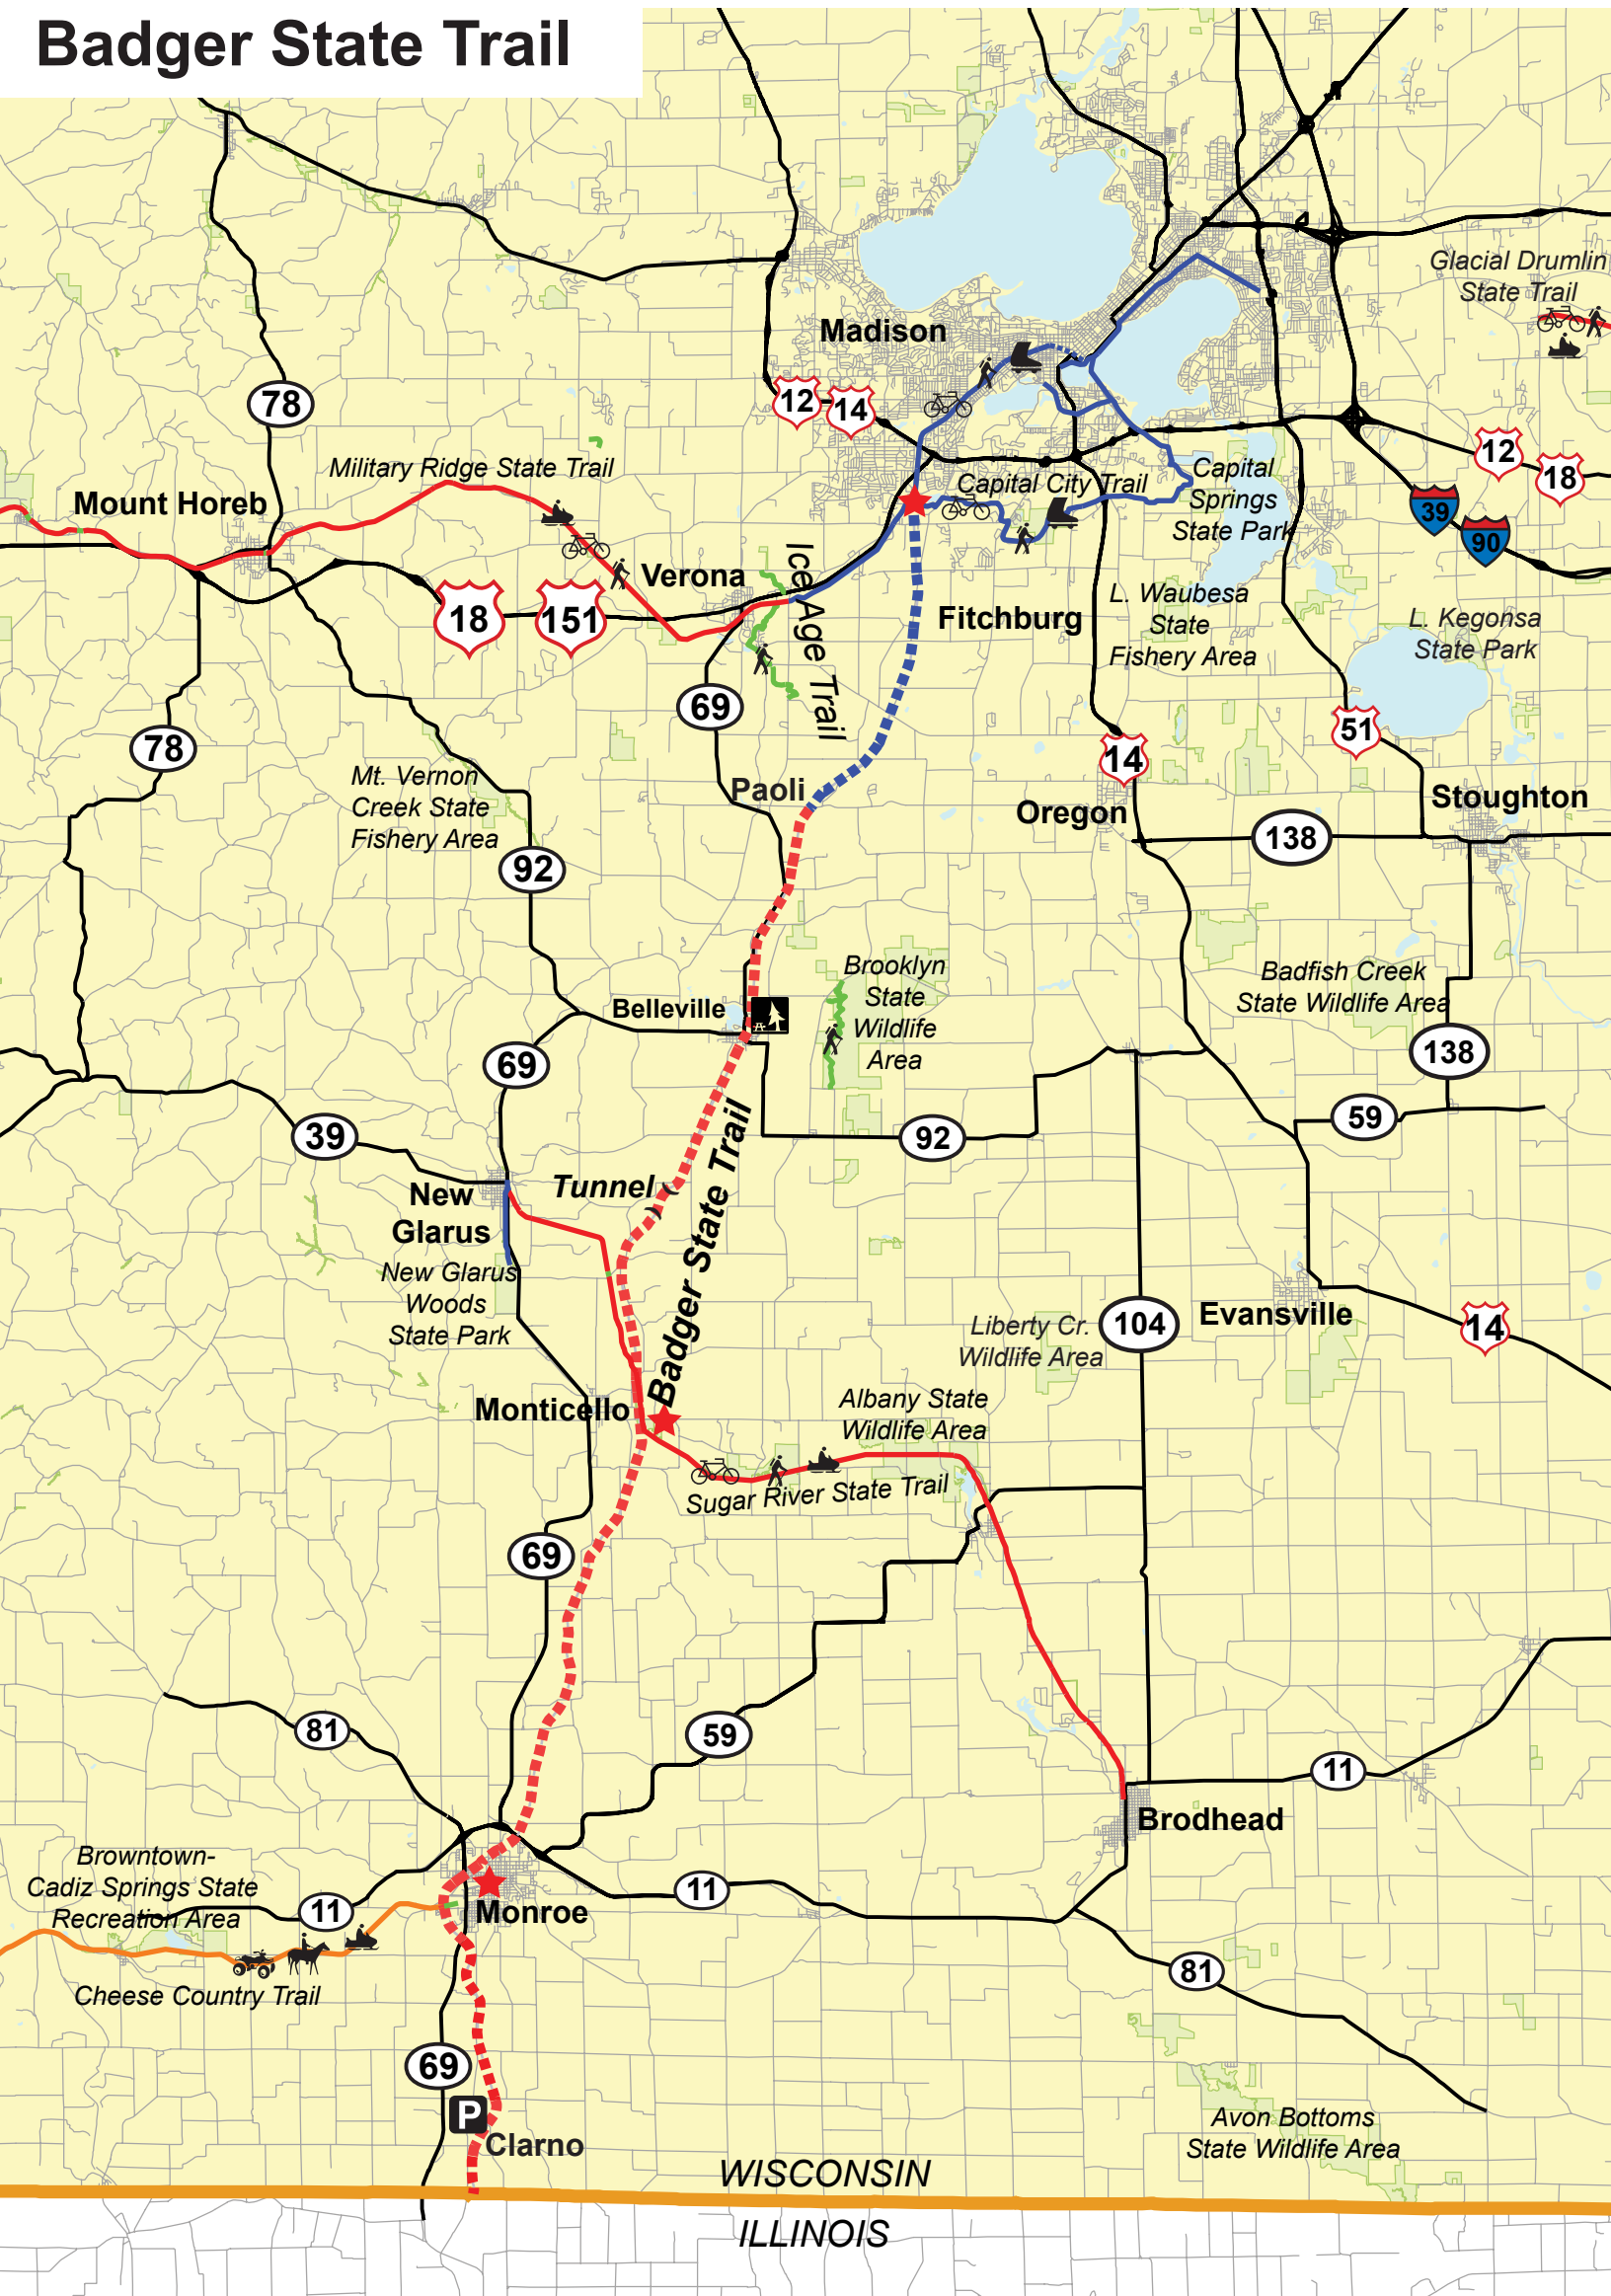 Badger State Trail
Glacial Drumlin
State Trail
Madison
12
14
78
Military Ridge State Trail
Mount Horeb
Capital City Trail
Capital
Springs
State Park
12
18
39
90
Ice Age Trail
Verona
18
151
Fitchburg
L. Waubesa
State
Fishery Area
L. Kegonsa
State Park
69
78
51
14
Mt. Vernon
Creek State
Fishery Area
Paoli
Oregon
Stoughton
138
92
Brooklyn
State
Wildlife
Area
Badfish Creek
State Wildlife Area
Belleville
69
138
59
39
92
Badger State Trail
Tunnel
New
Glarus
New Glarus
Woods
State Park
Liberty Cr.
Wildlife Area
104
Evansville
14
Monticello
Albany State
Wildlife Area
Sugar River State Trail
69
81
59
11
Brodhead
Browntown-
Cadiz Springs State
Recreation Area
11
11
Monroe
81
Cheese Country Trail
69
P
Clarno
Avon Bottoms
State Wildlife Area
WISCONSIN
ILLINOIS